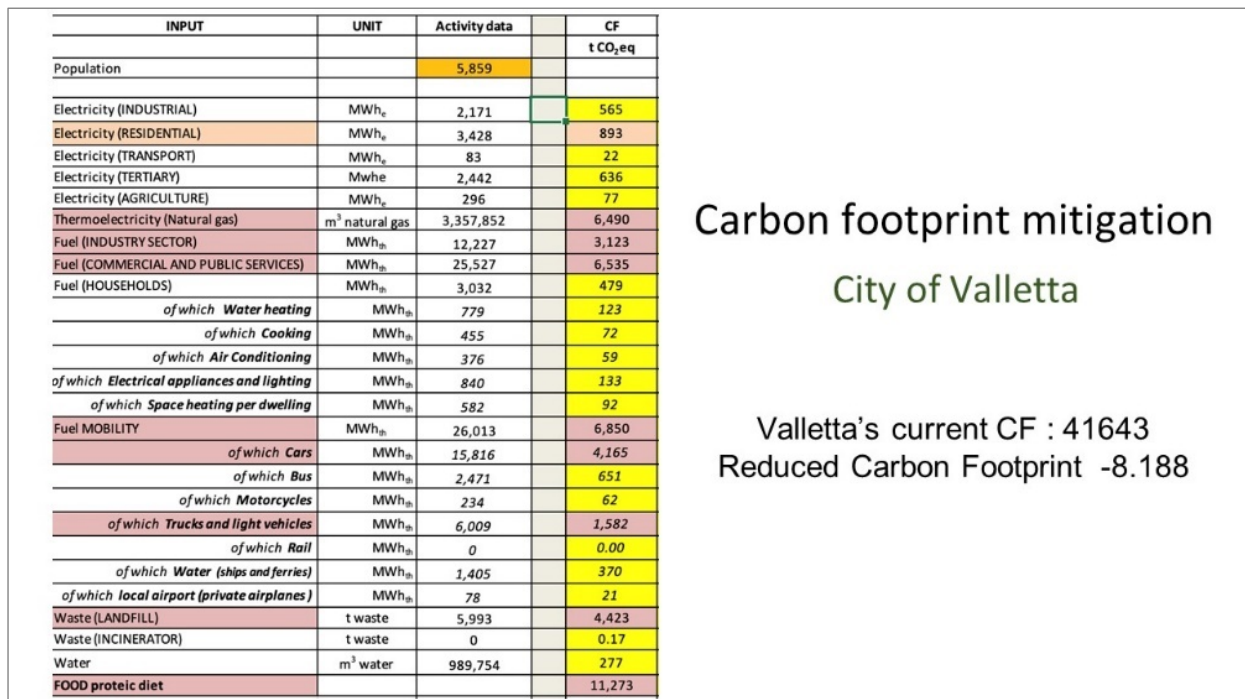 INPUT UNIT Activity data CF
t CO₂eq
Population 5,859
Electricity (INDUSTRIAL) MWhₑ 2,171 565
Electricity (RESIDENTIAL) MWhₑ 3,428 893
Electricity (TRANSPORT) MWhₑ 83 22
Electricity (TERTIARY) Mwhe 2,442 636
Electricity (AGRICULTURE) MWhₑ 296 77
Thermoelectricity (Natural gas) m³ natural gas 3,357,852 6,490
Fuel (INDUSTRY SECTOR) MWhth 12,227 3,123
Fuel (COMMERCIAL AND PUBLIC SERVICES) MWhth 25,527 6,535
Fuel (HOUSEHOLDS) MWhth 3,032 479
of which Water heating MWhth 779 123
of which Cooking MWhth 455 72
of which Air Conditioning MWhth 376 59
of which Electrical appliances and lighting MWhth 840 133
of which Space heating per dwelling MWhth 582 92
Fuel MOBILITY MWhth 26,013 6,850
of which Cars MWhth 15,816 4,165
of which Bus MWhth 2,471 651
of which Motorcycles MWhth 234 62
of which Trucks and light vehicles MWhth 6,009 1,582
of which Rail MWhth 0 0.00
of which Water (ships and ferries) MWhth 1,405 370
of which local airport (private airplanes) MWhth 78 21
Waste (LANDFILL) t waste 5,993 4,423
Waste (INCINERATOR) t waste 0 0.17
Water m³ water 989,754 277
FOOD proteic diet 11,273
Carbon footprint mitigation
City of Valletta
Valletta's current CF : 41643
Reduced Carbon Footprint -8.188